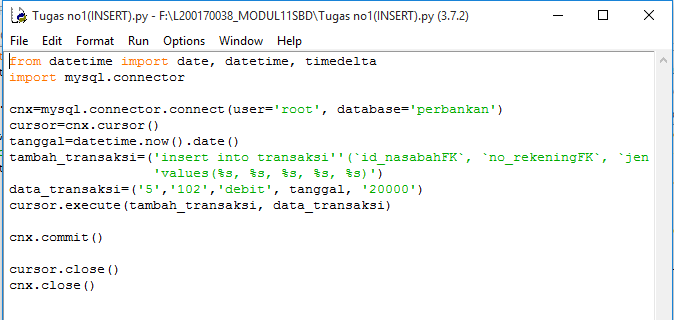 Tugas no1(INSERT).py - F:\L200170038_MODUL11SBD\Tugas no1(INSERT).py (3.7.2)
File Edit Format Run Options Window Help
from datetime import date, datetime, timedelta
import mysql.connector
cnx=mysql.connector.connect(user='root', database='perbankan')
cursor=cnx.cursor()
tanggal=datetime.now().date()
tambah_transaksi=('insert into transaksi''(`id_nasabahFK`, `no_rekeningFK`, `jen
'values(%s, %s, %s, %s, %s)')
data_transaksi=('5','102','debit', tanggal, '20000')
cursor.execute(tambah_transaksi, data_transaksi)
cnx.commit()
cursor.close()
cnx.close()